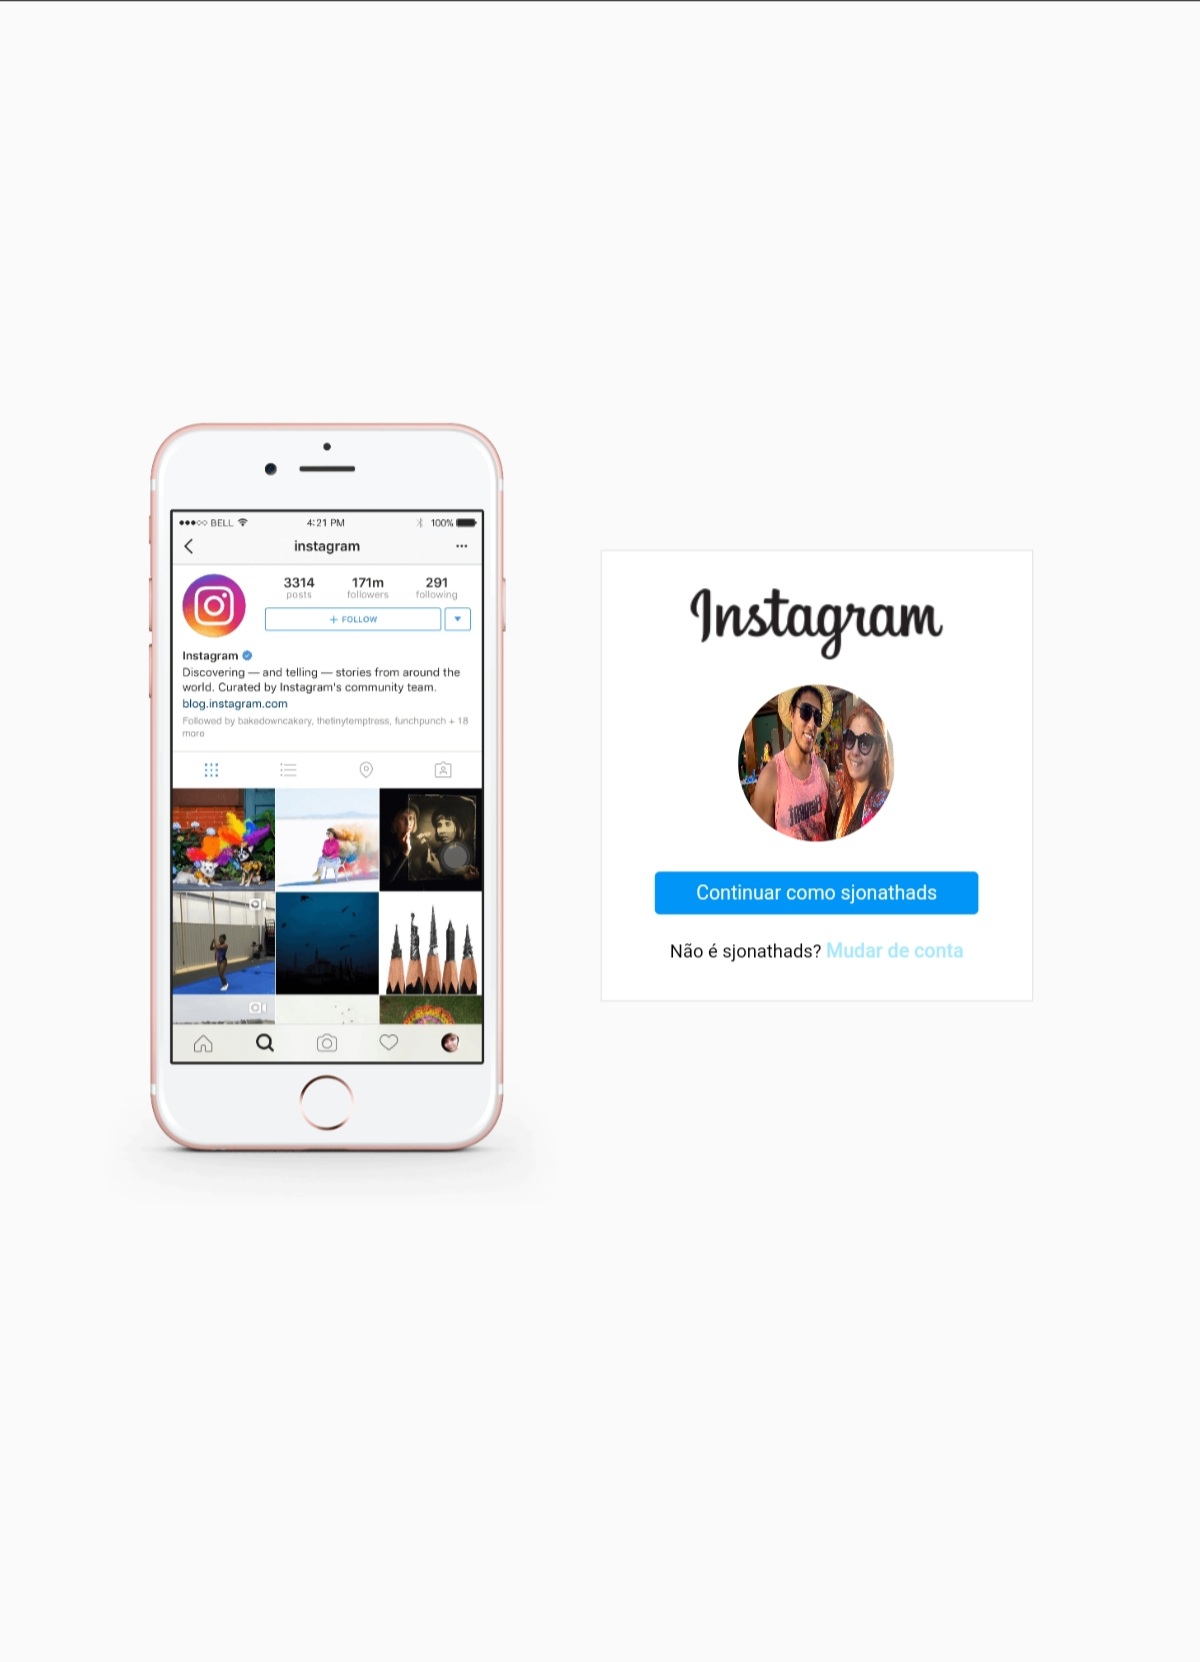 BELL
4:21 PM
100%
instagram
3314
posts
171m
followers
291
following
+ FOLLOW
Instagram
Discovering — and telling — stories from around the
world. Curated by Instagram's community team.
blog.instagram.com
Followed by bakedowncakery, thetinytemptress, funchpunch + 18
more
Instagram
Continuar como sjonathads
Não é sjonathads? Mudar de conta